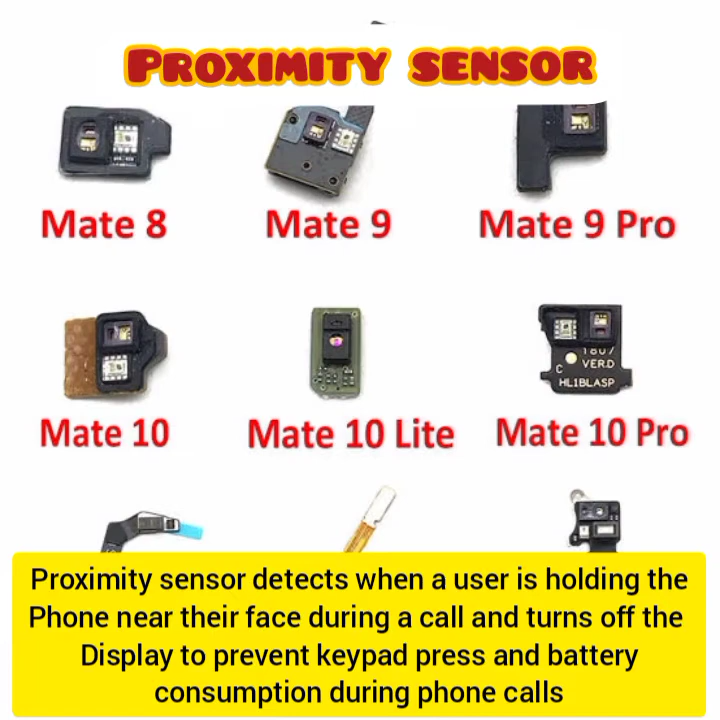 PROXIMITY SENSOR
Mate 8
Mate 9
Mate 9 Pro
1807
VER.D
C
HL1BLASP
Mate 10
Mate 10 Lite
Mate 10 Pro
Proximity sensor detects when a user is holding the
Phone near their face during a call and turns off the
Display to prevent keypad press and battery
consumption during phone calls